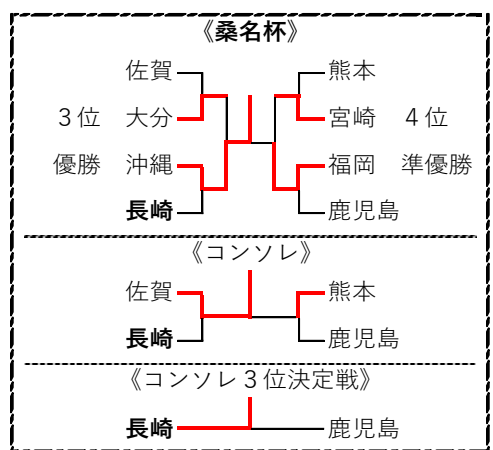 《桑名杯》
佐賀 熊本
3位 大分 宮崎 4位
優勝 沖縄 福岡 準優勝
長崎 鹿児島
《コンソレ》
佐賀 熊本
長崎 鹿児島
《コンソレ3位決定戦》
長崎 鹿児島